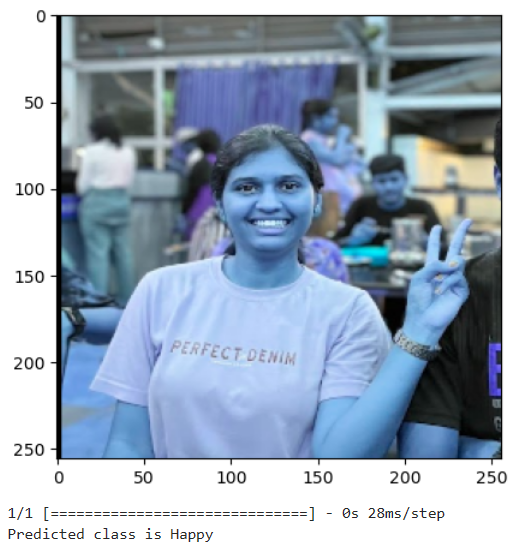 0
50
100
150
200
250
PERFECT DENIM
0 50 100 150 200 250
1/1 [==============================] - 0s 28ms/step
Predicted class is Happy